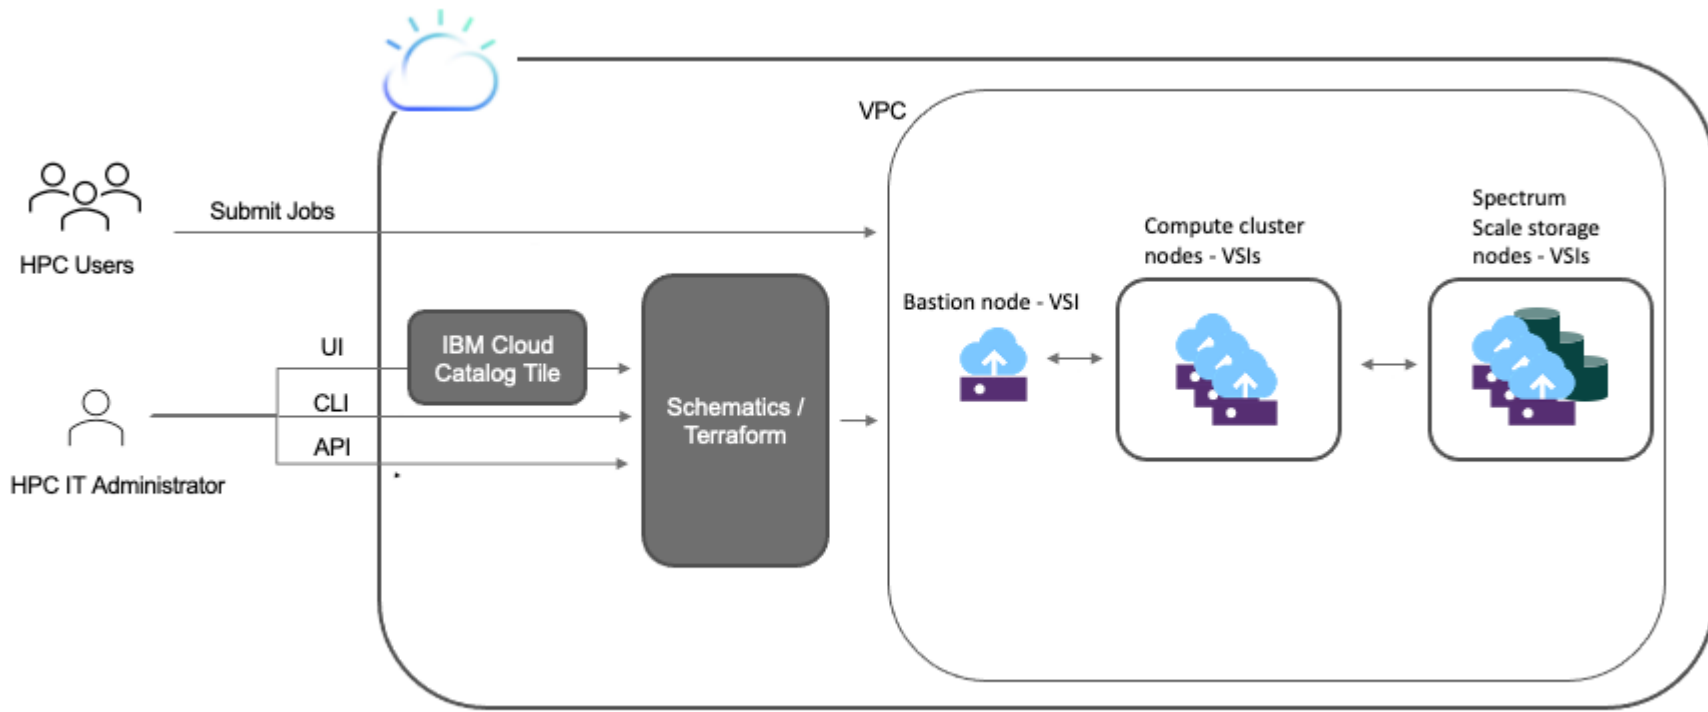 VPC
Submit Jobs
HPC Users
UI
IBM Cloud
Catalog Tile
CLI
API
HPC IT Administrator
Schematics /
Terraform
Bastion node - VSI
Compute cluster
nodes - VSIs
Spectrum
Scale storage
nodes - VSIs